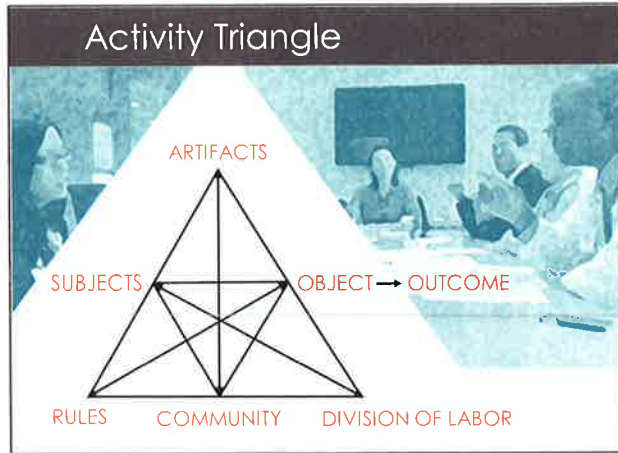 Activity Triangle
ARTIFACTS
SUBJECTS OBJECT → OUTCOME
RULES COMMUNITY DIVISION OF LABOR